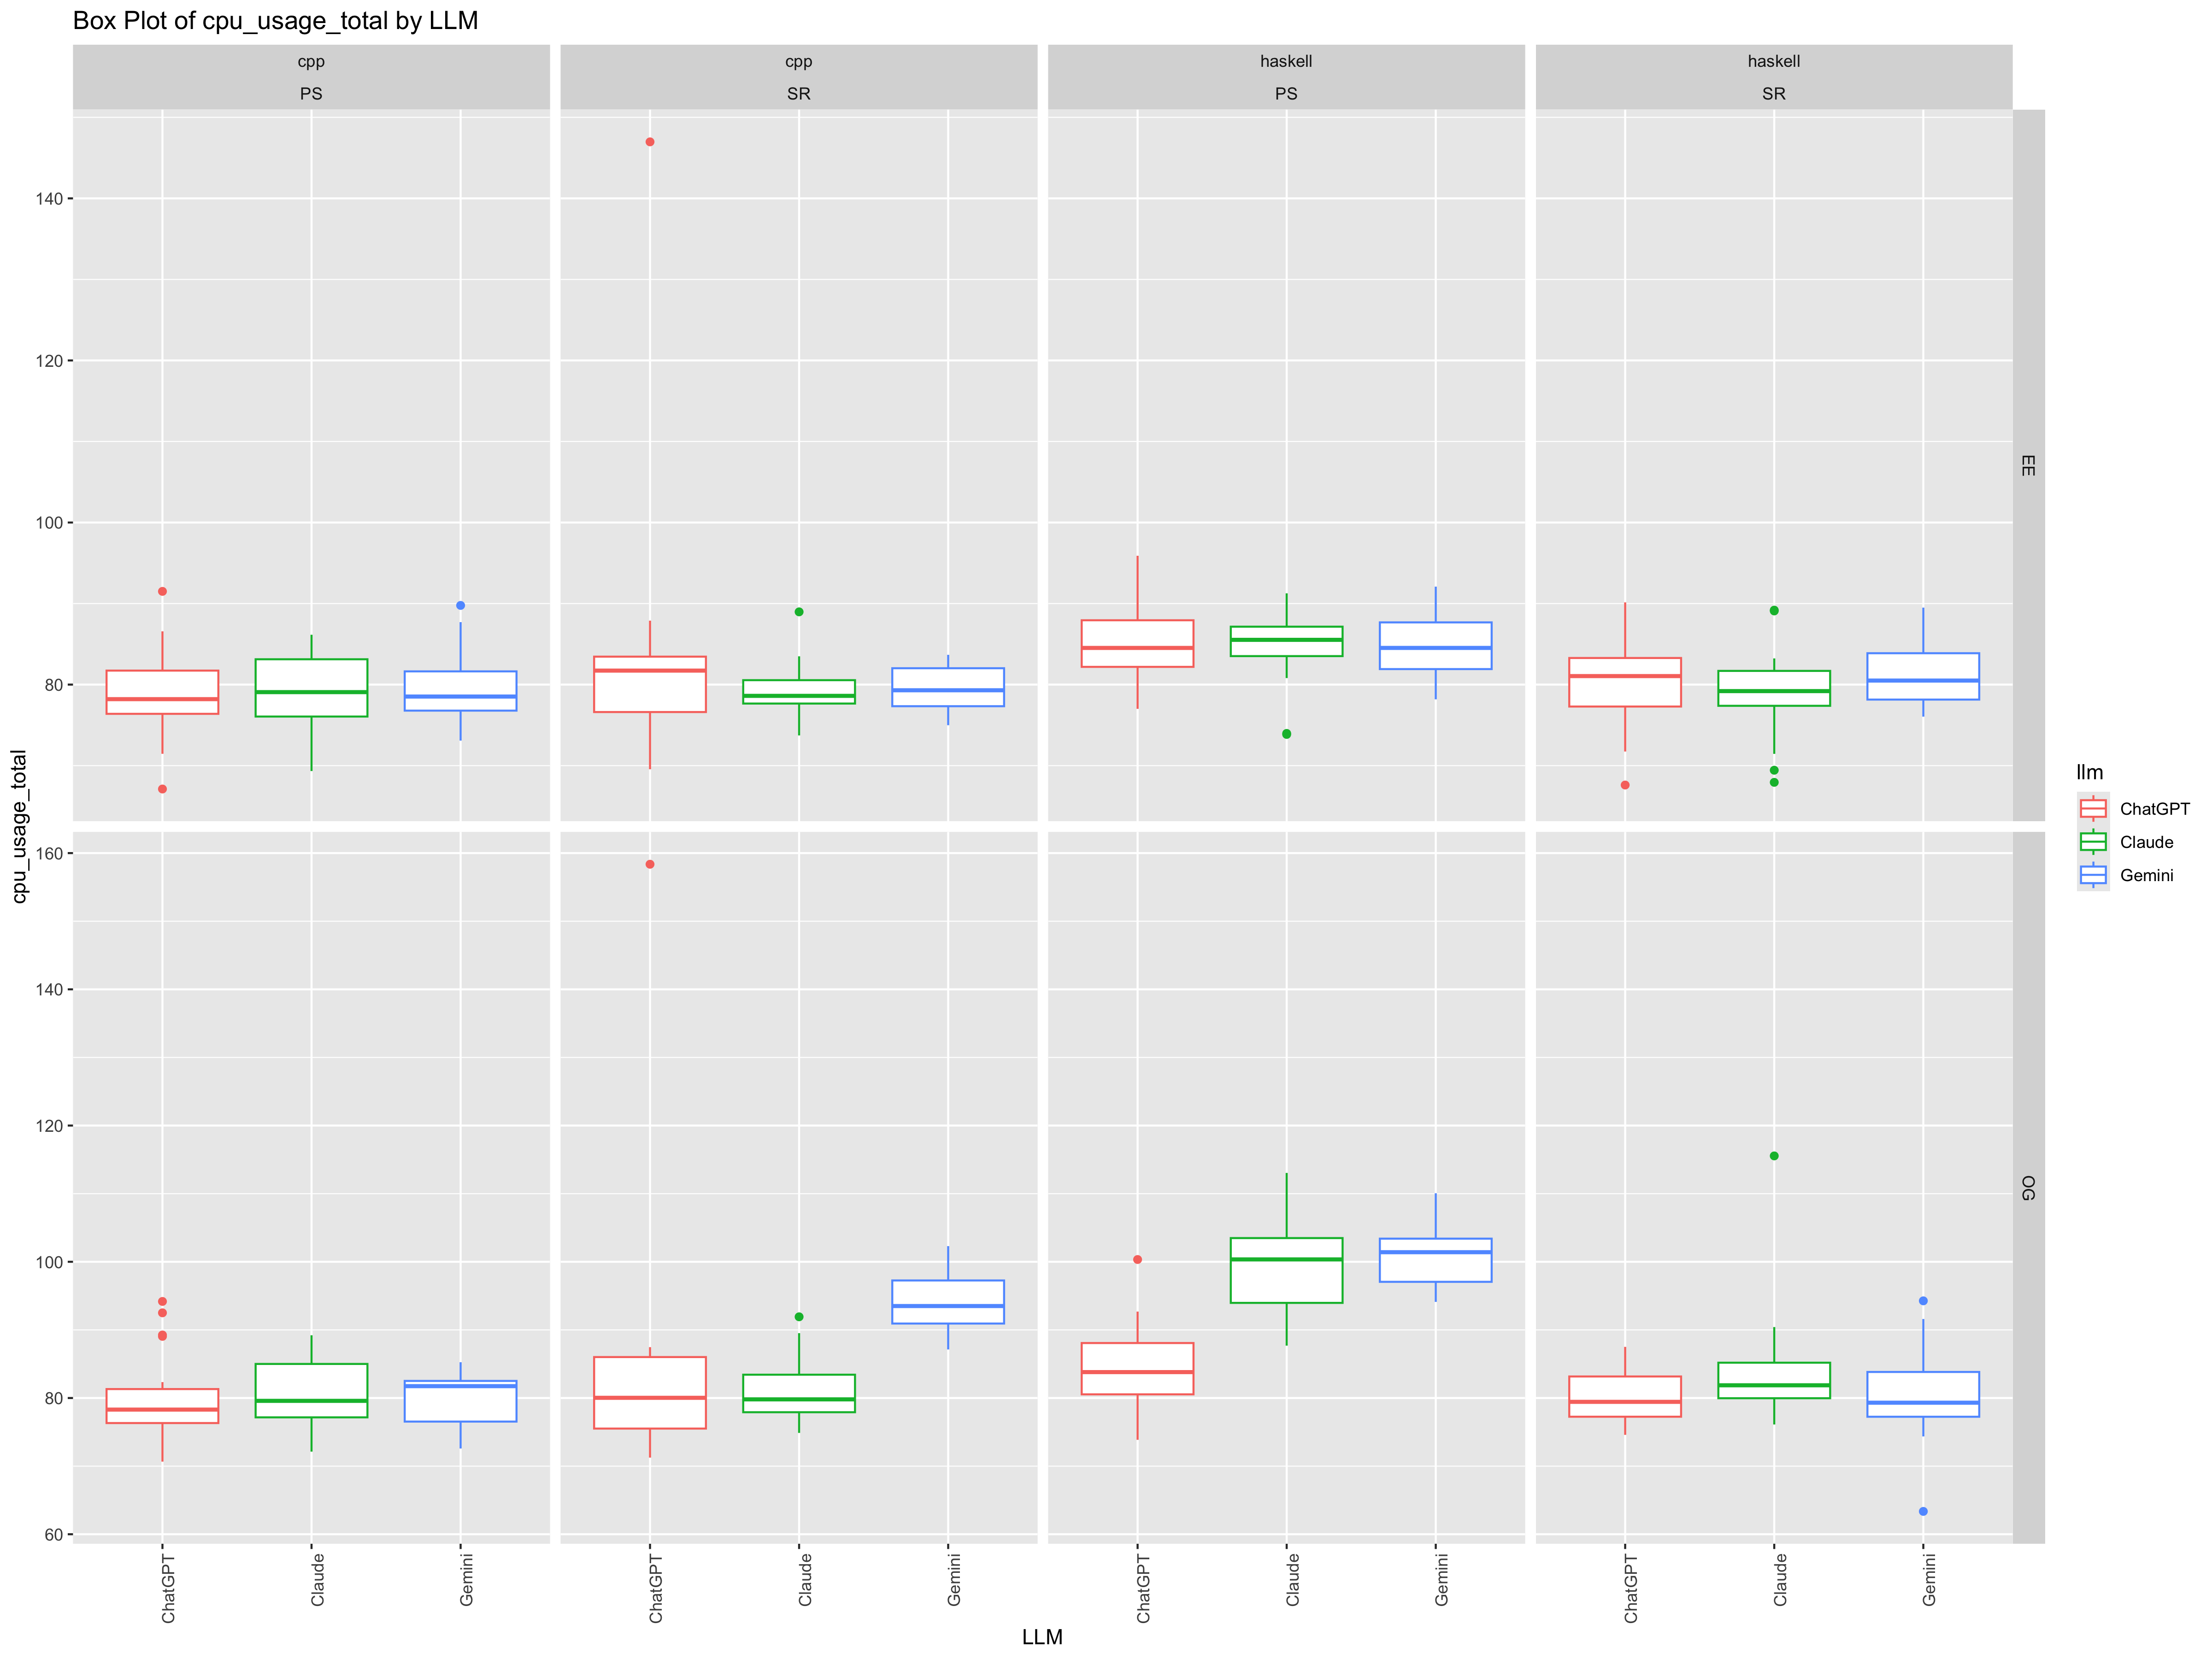 Box Plot of cpu_usage_total by LLM
cpp
cpp
haskell
haskell
PS
SR
PS
SR
140
120
100
80
EE
160
140
120
100
80
60
OG
cpu_usage_total
ChatGPT
Claude
Gemini
ChatGPT
Claude
Gemini
ChatGPT
Claude
Gemini
ChatGPT
Claude
Gemini
LLM
llm
ChatGPT
Claude
Gemini